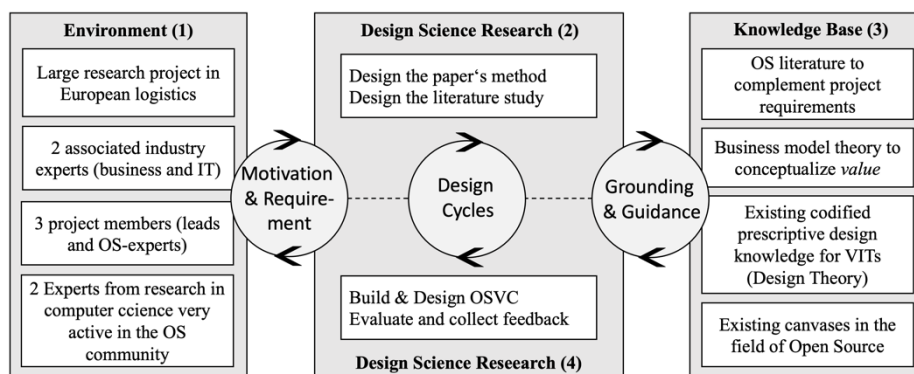 Environment (1)
Large research project in
European logistics
2 associated industry
experts (business and IT)
3 project members (leads
and OS-experts)
2 Experts from research in
computer cscience very
active in the OS
community
Motivation
& Require-
ment
Design Science Research (2)
Design the paper‘s method
Design the literature study
Design
Cycles
Build & Design OSVC
Evaluate and collect feedback
Design Science Ressearch (4)
Grounding
& Guidance
Knowledge Base (3)
OS literature to
complement project
requirements
Business model theory to
conceptualize value
Existing codified
prescriptive design
knowledge for VITs
(Design Theory)
Existing canvases in the
field of Open Source